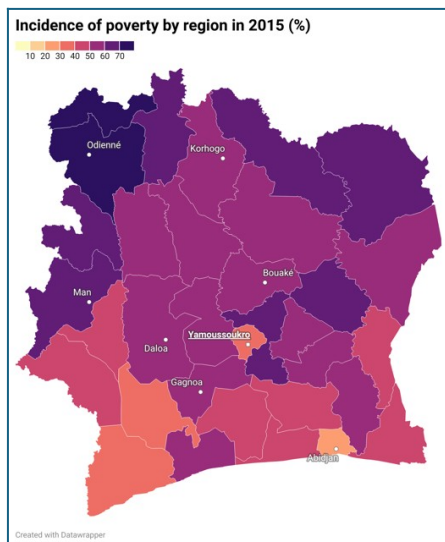 Incidence of poverty by region in 2015 (%)
10 20 30 40 50 60 70
Odienné
Korhogo
Bouaké
Man
Yamoussoukro
Daloa
Gagnoa
Abidjan
Created with Datawrapper